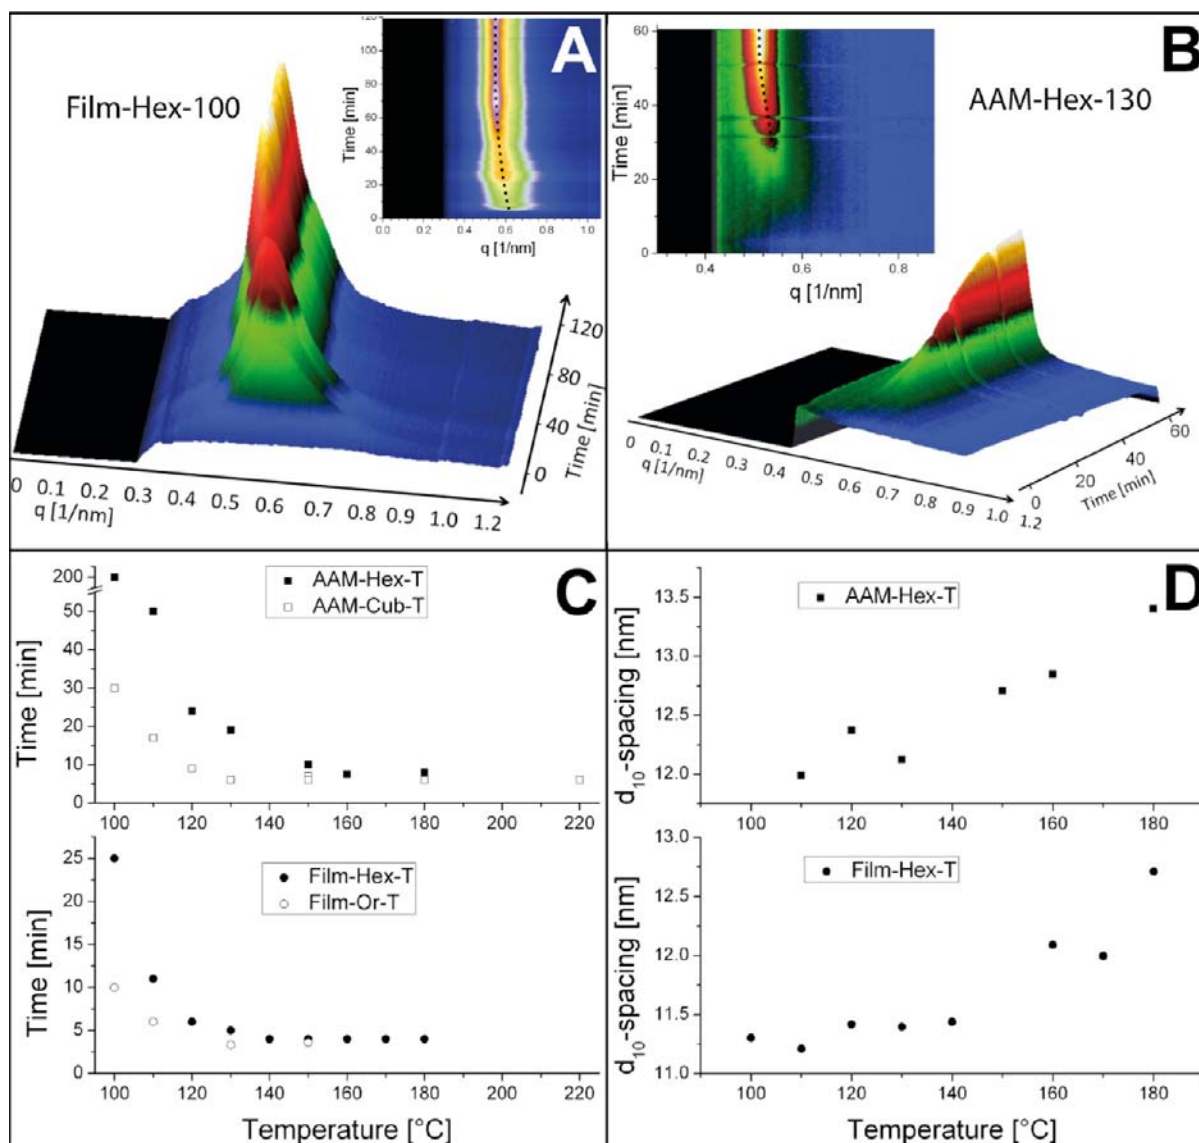 A
Film-Hex-100
Time [min]
120
100
80
60
40
20
0
0.0 0.2 0.4 0.6 0.8 1.0
q [1/nm]
120
80
40
0
Time [min]
0 0.1 0.2 0.3 0.4 0.5 0.6 0.7 0.8 0.9 1.0 1.2
q [1/nm]
B
AAM-Hex-130
Time [min]
60
40
20
0
0.4 0.6 0.8
q [1/nm]
60
40
20
0
Time [min]
0 0.1 0.2 0.3 0.4 0.5 0.6 0.7 0.8 0.9 1.0 1.2
q [1/nm]
C
AAM-Hex-T
AAM-Cub-T
Time [min]
200
50
40
30
20
10
0
100 120 140 160 180 200 220
Film-Hex-T
Film-Or-T
Time [min]
25
20
15
10
5
0
100 120 140 160 180 200 220
Temperature [°C]
D
AAM-Hex-T
d10-spacing [nm]
13.5
13.0
12.5
12.0
100 120 140 160 180
Film-Hex-T
d10-spacing [nm]
13.0
12.5
12.0
11.5
11.0
100 120 140 160 180
Temperature [°C]